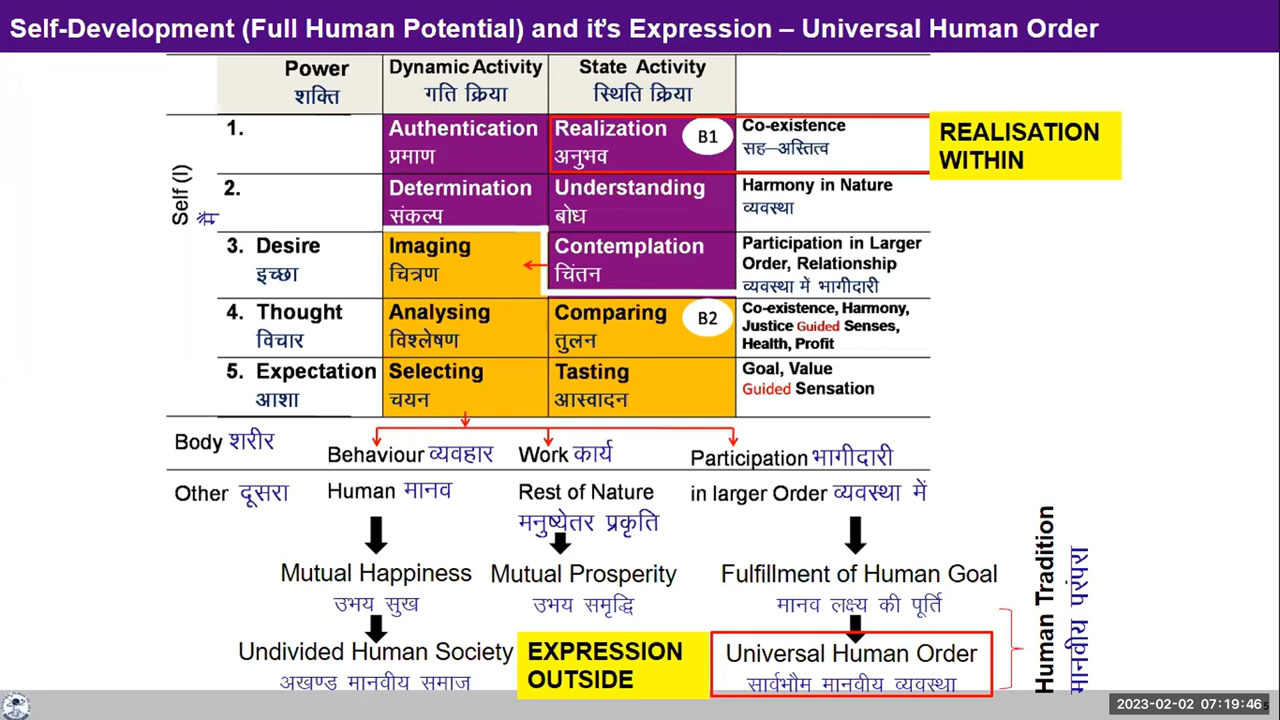 Self-Development (Full Human Potential) and it's Expression – Universal Human Order
Power
शक्ति
Dynamic Activity
गति क्रिया
State Activity
स्थिति क्रिया
Self (I)
मैं
1.
Authentication
प्रमाण
Realization
अनुभव
B1
Co-existence
सह–अस्तित्व
REALISATION
WITHIN
2.
Determination
संकल्प
Understanding
बोध
Harmony in Nature
व्यवस्था
3. Desire
इच्छा
Imaging
चित्रण
Contemplation
चिंतन
Participation in Larger
Order, Relationship
व्यवस्था में भागीदारी
4. Thought
विचार
Analysing
विश्लेषण
Comparing
तुलन
B2
Co-existence, Harmony,
Justice Guided Senses,
Health, Profit
5. Expectation
आशा
Selecting
चयन
Tasting
आस्वादन
Goal, Value
Guided Sensation
Body शरीर
Behaviour व्यवहार
Work कार्य
Participation भागीदारी
Other दूसरा
Human मानव
Rest of Nature
मनुष्येतर प्रकृति
in larger Order व्यवस्था में
Mutual Happiness
उभय सुख
Mutual Prosperity
उभय समृद्धि
Fulfillment of Human Goal
मानव लक्ष्य की पूर्ति
Undivided Human Society
अखण्ड मानवीय समाज
EXPRESSION
OUTSIDE
Universal Human Order
सार्वभौम मानवीय व्यवस्था
Human Tradition
मानवीय परंपरा
2023-02-02 07:19:46